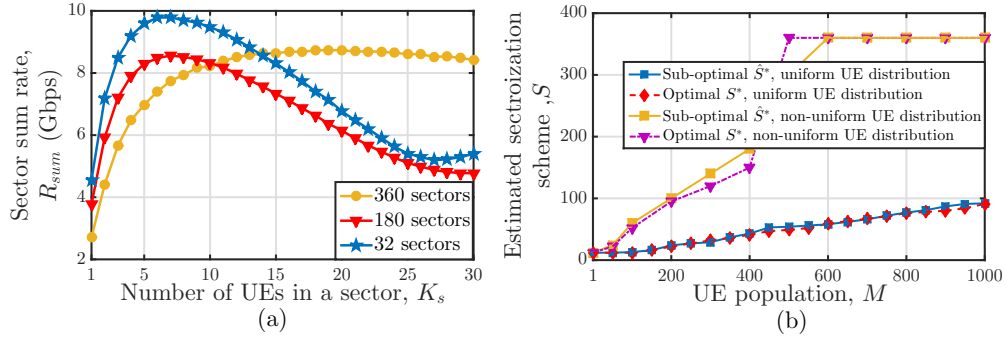 10
8
6
4
2
Sector sum rate,
R_sum (Gbps)
360 sectors
180 sectors
32 sectors
1 5 10 15 20 25 30
Number of UEs in a sector, K_s
(a)
400
300
200
100
0
Estimated sectroization
scheme ,S
Sub-optimal Ŝ*, uniform UE distribution
Optimal S*, uniform UE distribution
Sub-optimal Ŝ*, non-uniform UE distribution
Optimal S*, non-uniform UE distribution
1 200 400 600 800 1000
UE population, M
(b)